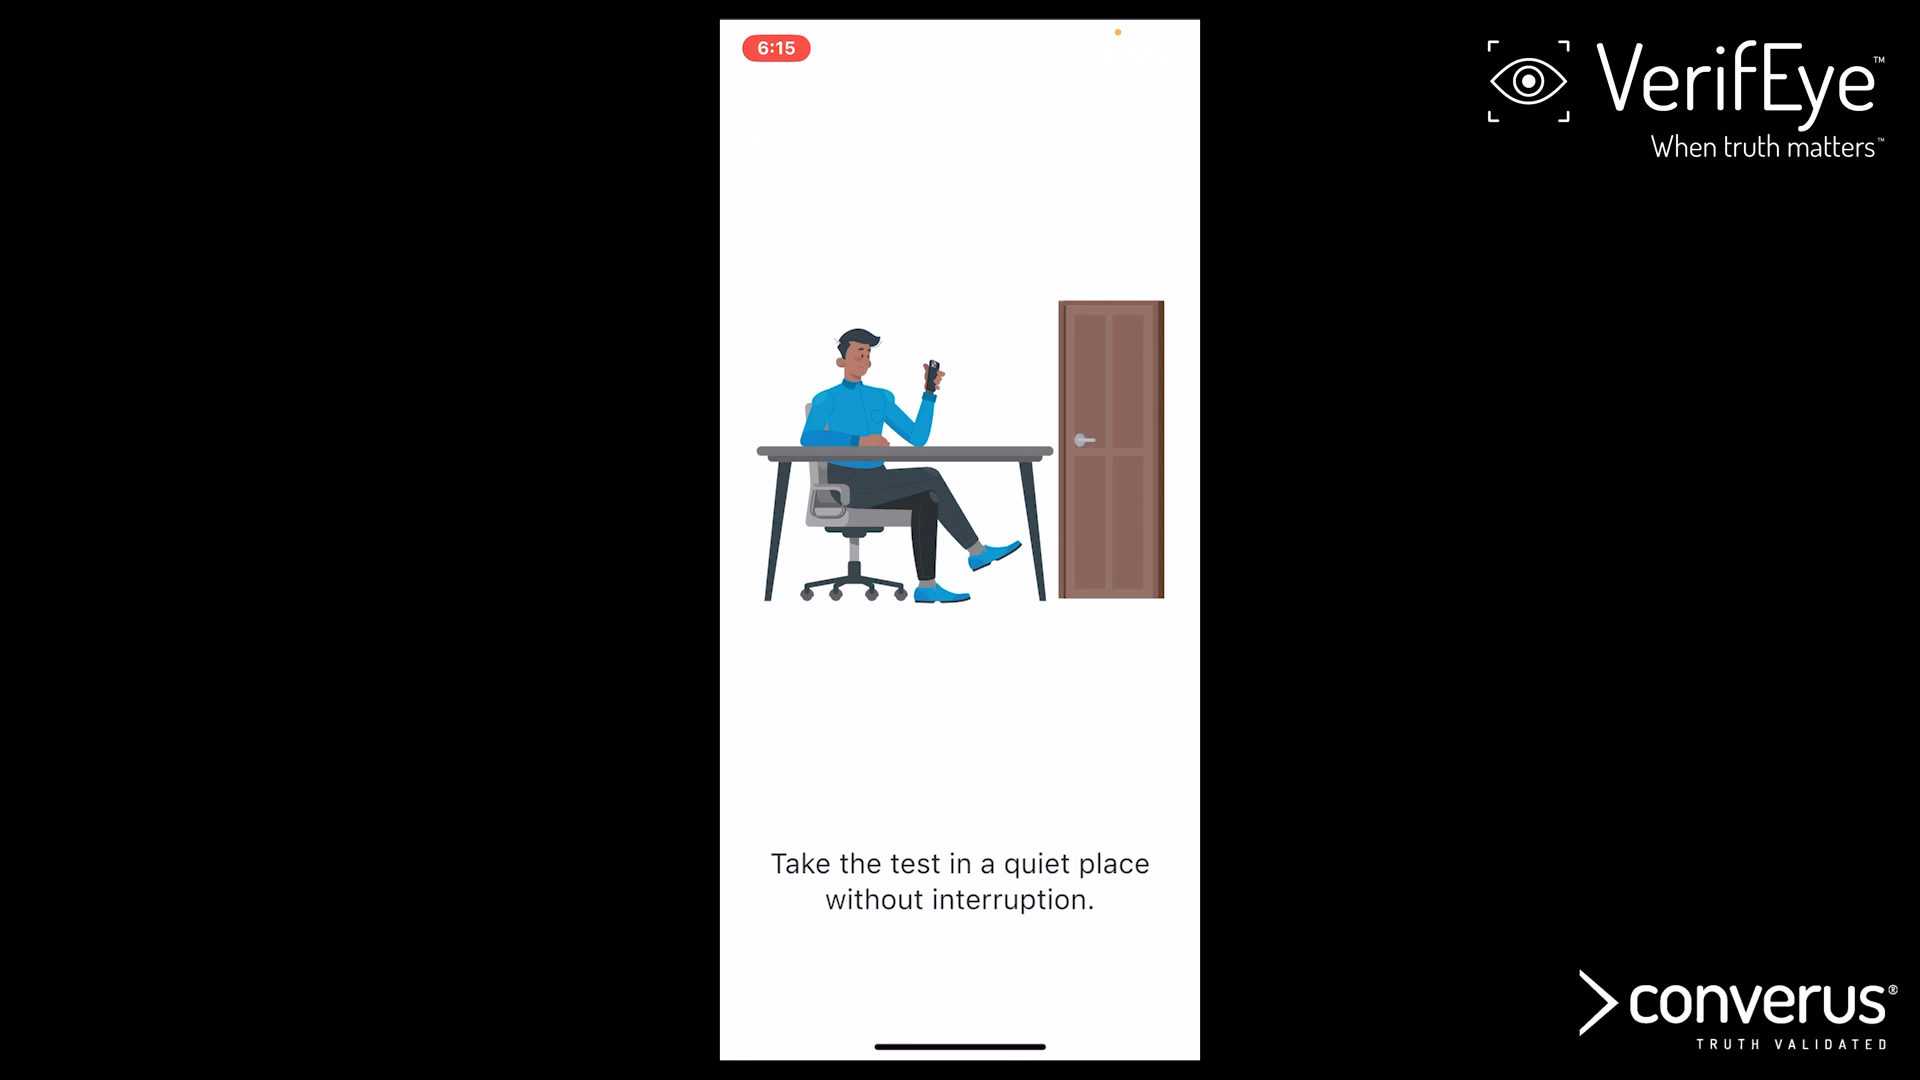 6:15
VerifEye™
When truth matters™
Take the test in a quiet place
without interruption.
converus®
TRUTH VALIDATED